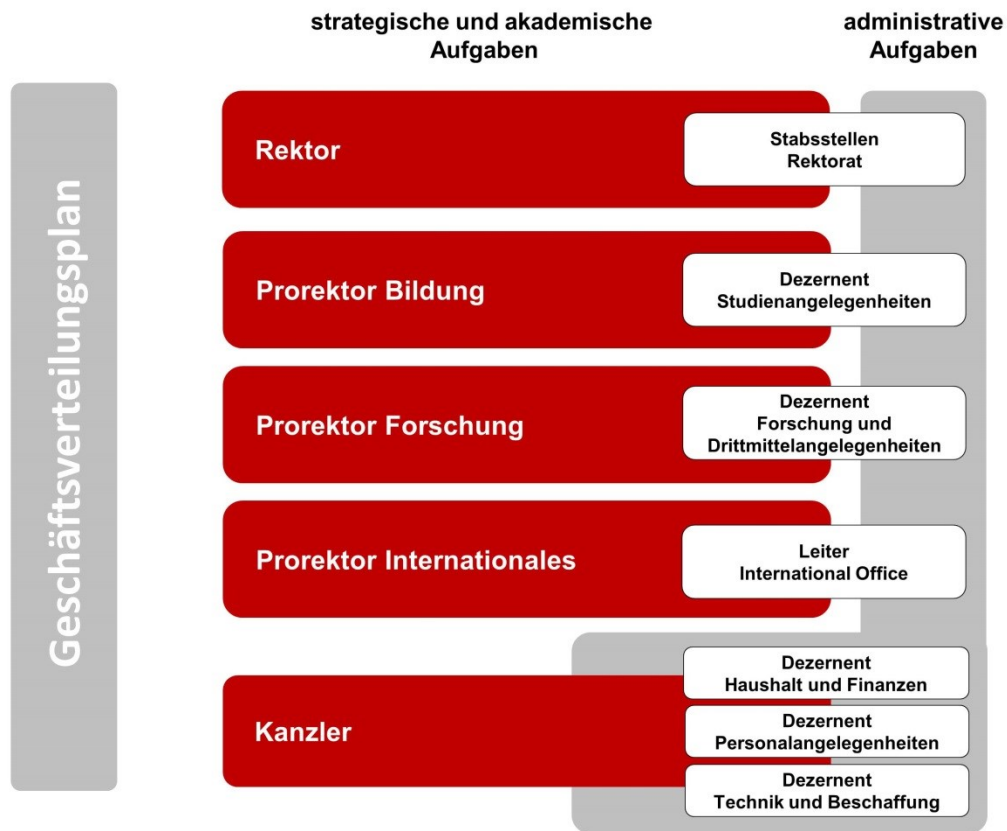 strategische und akademische
Aufgaben
administrative
Aufgaben
Geschäftsverteilungsplan
Rektor
Stabsstellen
Rektorat
Prorektor Bildung
Dezernent
Studienangelegenheiten
Prorektor Forschung
Dezernent
Forschung und
Drittmittelangelegenheiten
Prorektor Internationales
Leiter
International Office
Kanzler
Dezernent
Haushalt und Finanzen
Dezernent
Personalangelegenheiten
Dezernent
Technik und Beschaffung